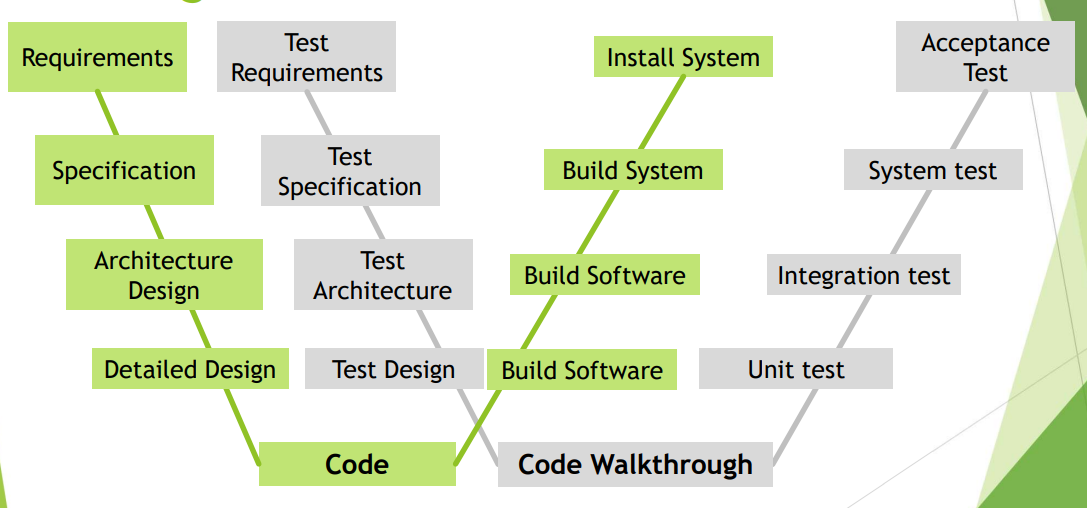 Requirements
Test
Requirements
Install System
Acceptance
Test
Specification
Test
Specification
Build System
System test
Architecture
Design
Test
Architecture
Build Software
Integration test
Detailed Design
Test Design
Build Software
Unit test
Code
Code Walkthrough